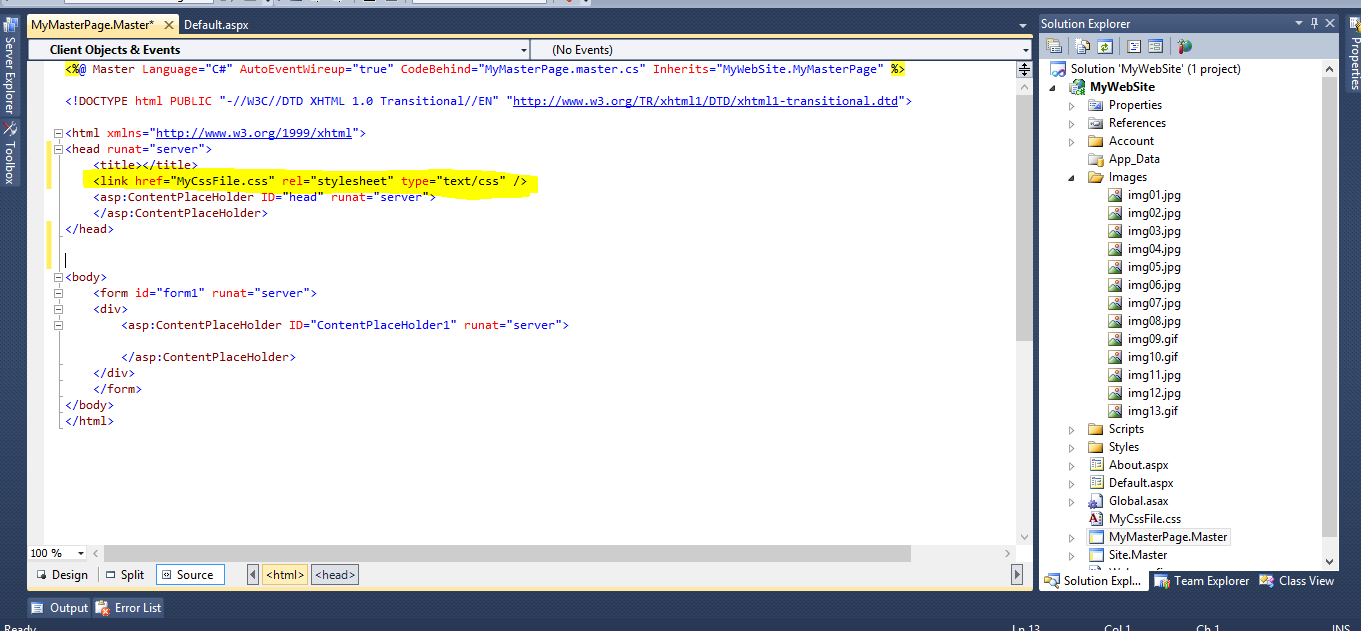 MyMasterPage.Master* Default.aspx
Client Objects & Events (No Events)
<%@ Master Language="C#" AutoEventWireup="true" CodeBehind="MyMasterPage.master.cs" Inherits="MyWebSite.MyMasterPage" %>
<!DOCTYPE html PUBLIC "-//W3C//DTD XHTML 1.0 Transitional//EN" "http://www.w3.org/TR/xhtml1/DTD/xhtml1-transitional.dtd">
<html xmlns="http://www.w3.org/1999/xhtml">
<head runat="server">
<title></title>
<link href="MyCssFile.css" rel="stylesheet" type="text/css" />
<asp:ContentPlaceHolder ID="head" runat="server">
</asp:ContentPlaceHolder>
</head>
<body>
<form id="form1" runat="server">
<div>
<asp:ContentPlaceHolder ID="ContentPlaceHolder1" runat="server">
</asp:ContentPlaceHolder>
</div>
</form>
</body>
</html>
100 %
Design Split Source <html> <head>
Server Explorer
Toolbox
Solution Explorer
Solution 'MyWebSite' (1 project)
MyWebSite
Properties
References
Account
App_Data
Images
img01.jpg
img02.jpg
img03.jpg
img04.jpg
img05.jpg
img06.jpg
img07.jpg
img08.jpg
img09.gif
img10.gif
img11.jpg
img12.jpg
img13.gif
Scripts
Styles
About.aspx
Default.aspx
Global.asax
MyCssFile.css
MyMasterPage.Master
Site.Master
Solution Expl... Team Explorer Class View
Properties
Output Error List
Ready Ln 13 Col 1 Ch 1 INS